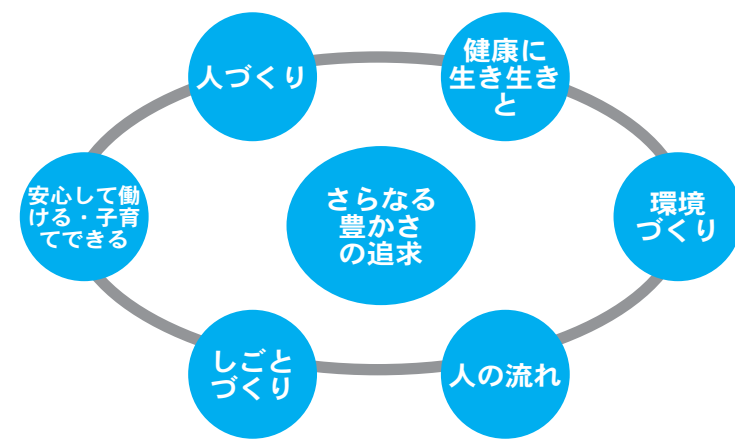 人づくり
健康に
生き生き
と
安心して働
ける・子育
てできる
さらなる
豊かさ
の追求
環境
づくり
しごと
づくり
人の流れ